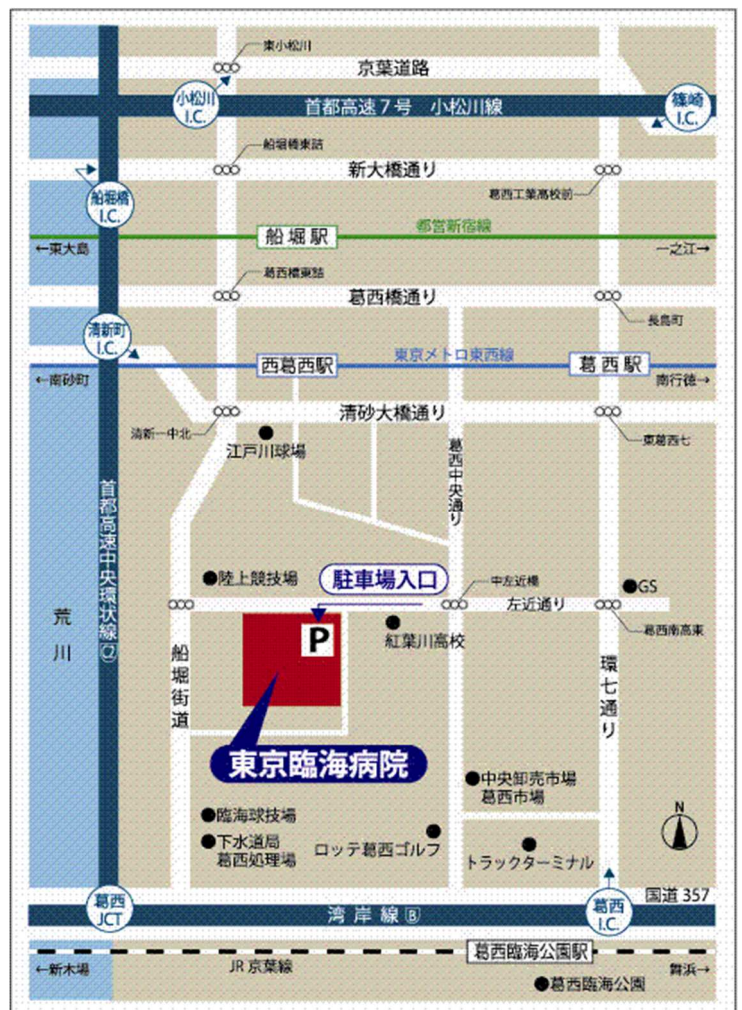 東小松川
京葉道路
小松川
I.C.
首都高速7号 小松川線
篠崎
I.C.
船堀橋東詰
新大橋通り
葛西工業高校前
船堀橋
I.C.
都営新宿線
船堀駅
←東大島
一之江→
葛西橋東詰
葛西橋通り
長島町
清新町
I.C.
東京メトロ東西線
西葛西駅
葛西駅
←南砂町
南行徳→
清砂大橋通り
清新一中北
東葛西七
江戸川球場
葛西中央通り
首都高速中央環状線C2
陸上競技場
駐車場入口
中左近橋
GS
左近通り
荒川
P
紅葉川高校
葛西南高東
船堀街道
環七通り
東京臨海病院
中央卸売市場
葛西市場
臨海球技場
下水道局
葛西処理場
ロッテ葛西ゴルフ
トラックターミナル
N
国道357
葛西
JCT
湾岸線B
葛西
I.C.
葛西臨海公園駅
←新木場
JR京葉線
舞浜→
葛西臨海公園